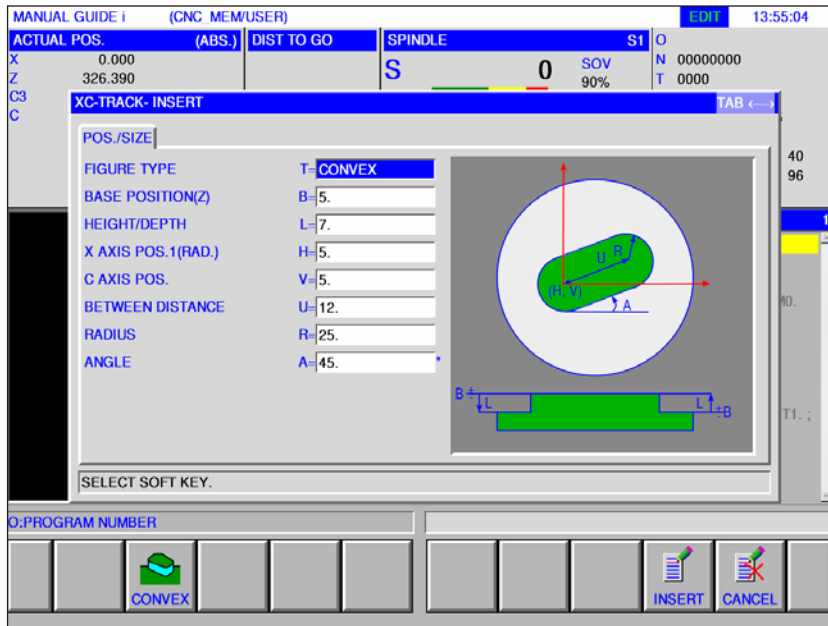 MANUAL GUIDE i (CNC_MEM/USER) EDIT 13:55:04
ACTUAL POS. (ABS.) DIST TO GO SPINDLE S1 O
X 0.000 S 0 SOV N 00000000
Z 326.390 90% T 0000
C3
C
XC-TRACK- INSERT TAB ←→
POS./SIZE
40
96
FIGURE TYPE T=CONVEX
BASE POSITION(Z) B=5.
HEIGHT/DEPTH L=7.
X AXIS POS.1(RAD.) H=5.
C AXIS POS. V=5.
BETWEEN DISTANCE U=12.
RADIUS R=25.
ANGLE A=45. *
1
U R
(H, V)
A
B ± L L ±B
M0.
T1. ;
SELECT SOFT KEY.
O:PROGRAM NUMBER
CONVEX INSERT CANCEL